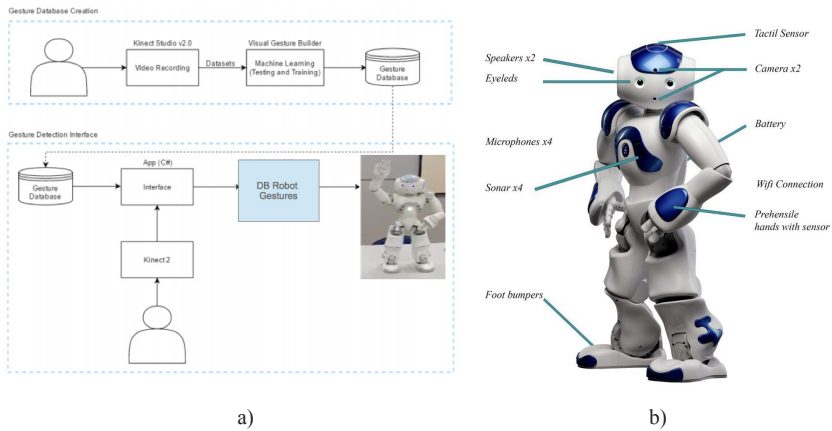 Gesture Database Creation
Kinect Studio v2.0
Video Recording
Datasets
Visual Gesture Builder
Machine Learning
(Testing and Training)
Gesture
Database
Gesture Detection Interface
Gesture
Database
App (C#)
Interface
DB Robot
Gestures
Kinect 2
a)
Tactil Sensor
Speakers x2
Camera x2
Eyeleds
Battery
Microphones x4
Sonar x4
Wifi Connection
Prehensile
hands with sensor
Foot bumpers
b)